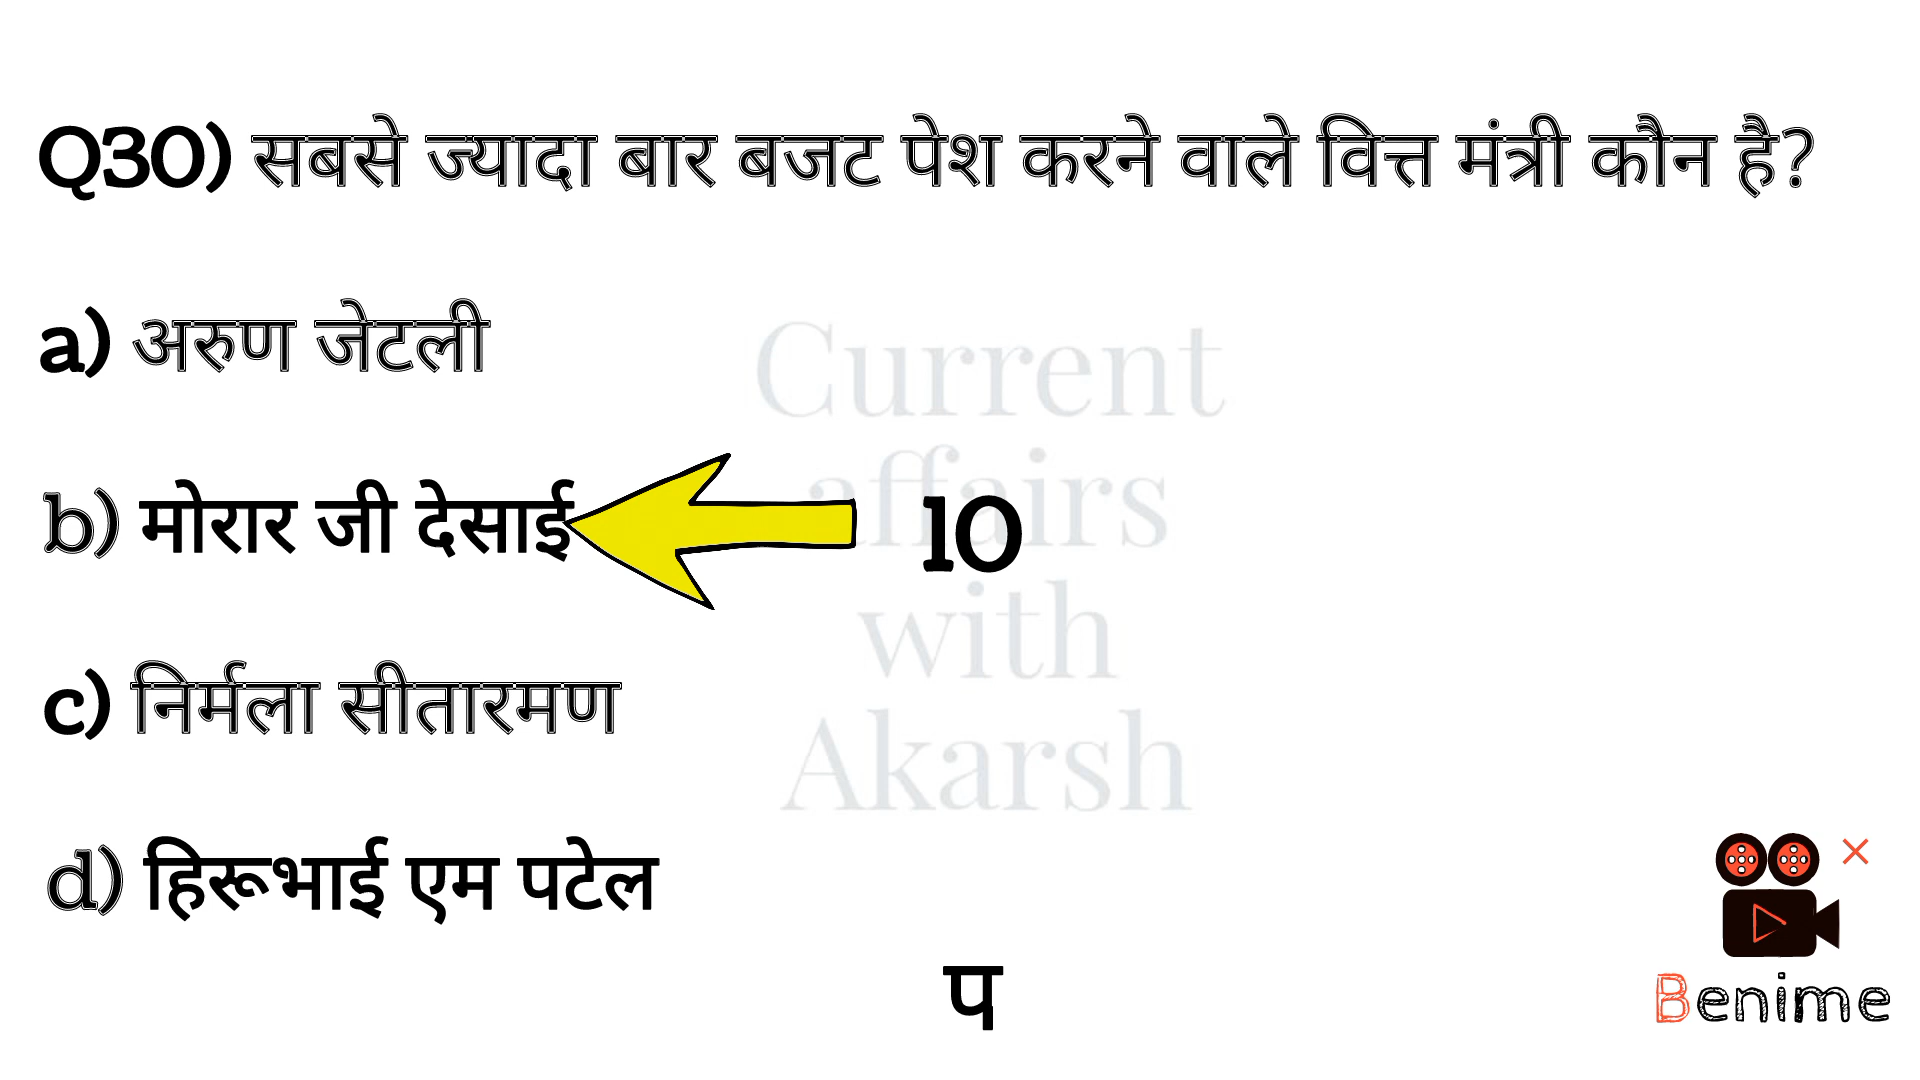 Q30) सबसे ज्यादा बार बजट पेश करने वाले वित्त मंत्री कौन है?
a) अरुण जेटली
b) मोरार जी देसाई 10
c) निर्मला सीतारमण
d) हिरूभाई एम पटेल
प
Current
affairs
with
Akarsh
Benime